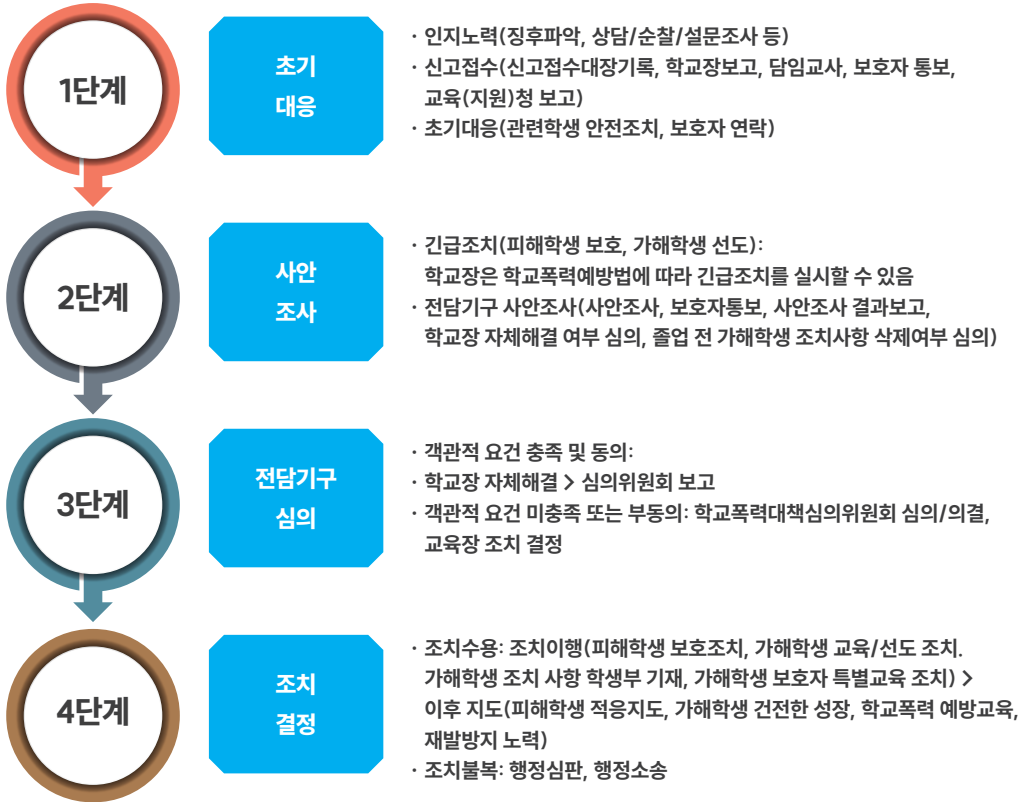 1단계
초기
대응
· 인지노력(징후파악, 상담/순찰/설문조사 등)
· 신고접수(신고접수대장기록, 학교장보고, 담임교사, 보호자 통보,
교육(지원)청 보고)
· 초기대응(관련학생 안전조치, 보호자 연락)
2단계
사안
조사
· 긴급조치(피해학생 보호, 가해학생 선도):
학교장은 학교폭력예방법에 따라 긴급조치를 실시할 수 있음
· 전담기구 사안조사(사안조사, 보호자통보, 사안조사 결과보고,
학교장 자체해결 여부 심의, 졸업 전 가해학생 조치사항 삭제여부 심의)
3단계
전담기구
심의
· 객관적 요건 충족 및 동의:
· 학교장 자체해결 > 심의위원회 보고
· 객관적 요건 미충족 또는 부동의: 학교폭력대책심의위원회 심의/의결,
교육장 조치 결정
4단계
조치
결정
· 조치수용: 조치이행(피해학생 보호조치, 가해학생 교육/선도 조치.
가해학생 조치 사항 학생부 기재, 가해학생 보호자 특별교육 조치) >
이후 지도(피해학생 적응지도, 가해학생 건전한 성장, 학교폭력 예방교육,
재발방지 노력)
· 조치불복: 행정심판, 행정소송